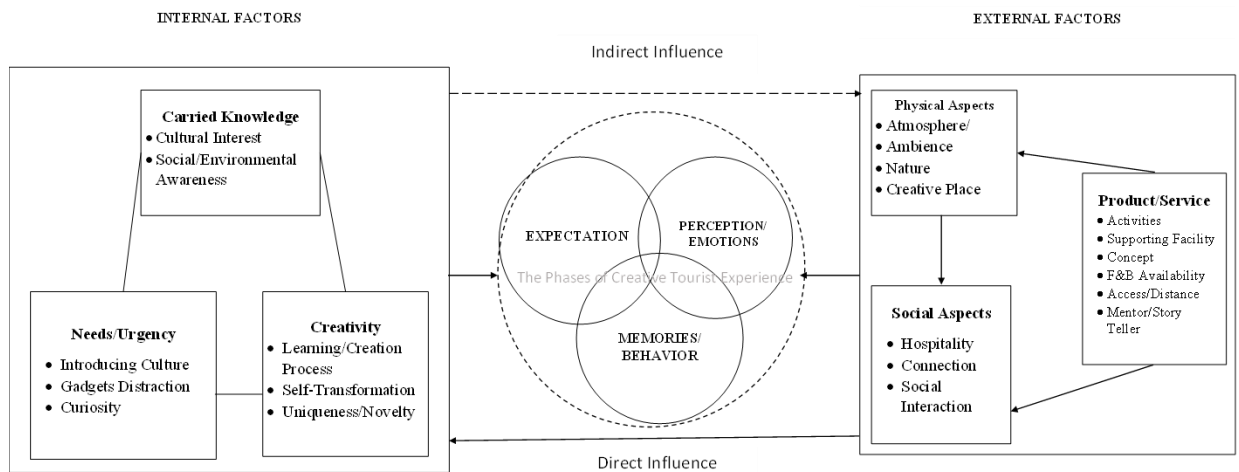 INTERNAL FACTORS
EXTERNAL FACTORS
Indirect Influence
Carried Knowledge
• Cultural Interest
• Social/Environmental
Awareness
Needs/Urgency
• Introducing Culture
• Gadgets Distraction
• Curiosity
Creativity
• Learning/Creation
Process
• Self-Transformation
• Uniqueness/Novelty
EXPECTATION
PERCEPTION/
EMOTIONS
The Phases of Creative Tourist Experience
MEMORIES/
BEHAVIOR
Physical Aspects
• Atmosphere/
• Ambience
• Nature
• Creative Place
Social Aspects
• Hospitality
• Connection
• Social
Interaction
Product/Service
• Activities
• Supporting Facility
• Concept
• F&B Availability
• Access/Distance
• Mentor/Story
Teller
Direct Influence